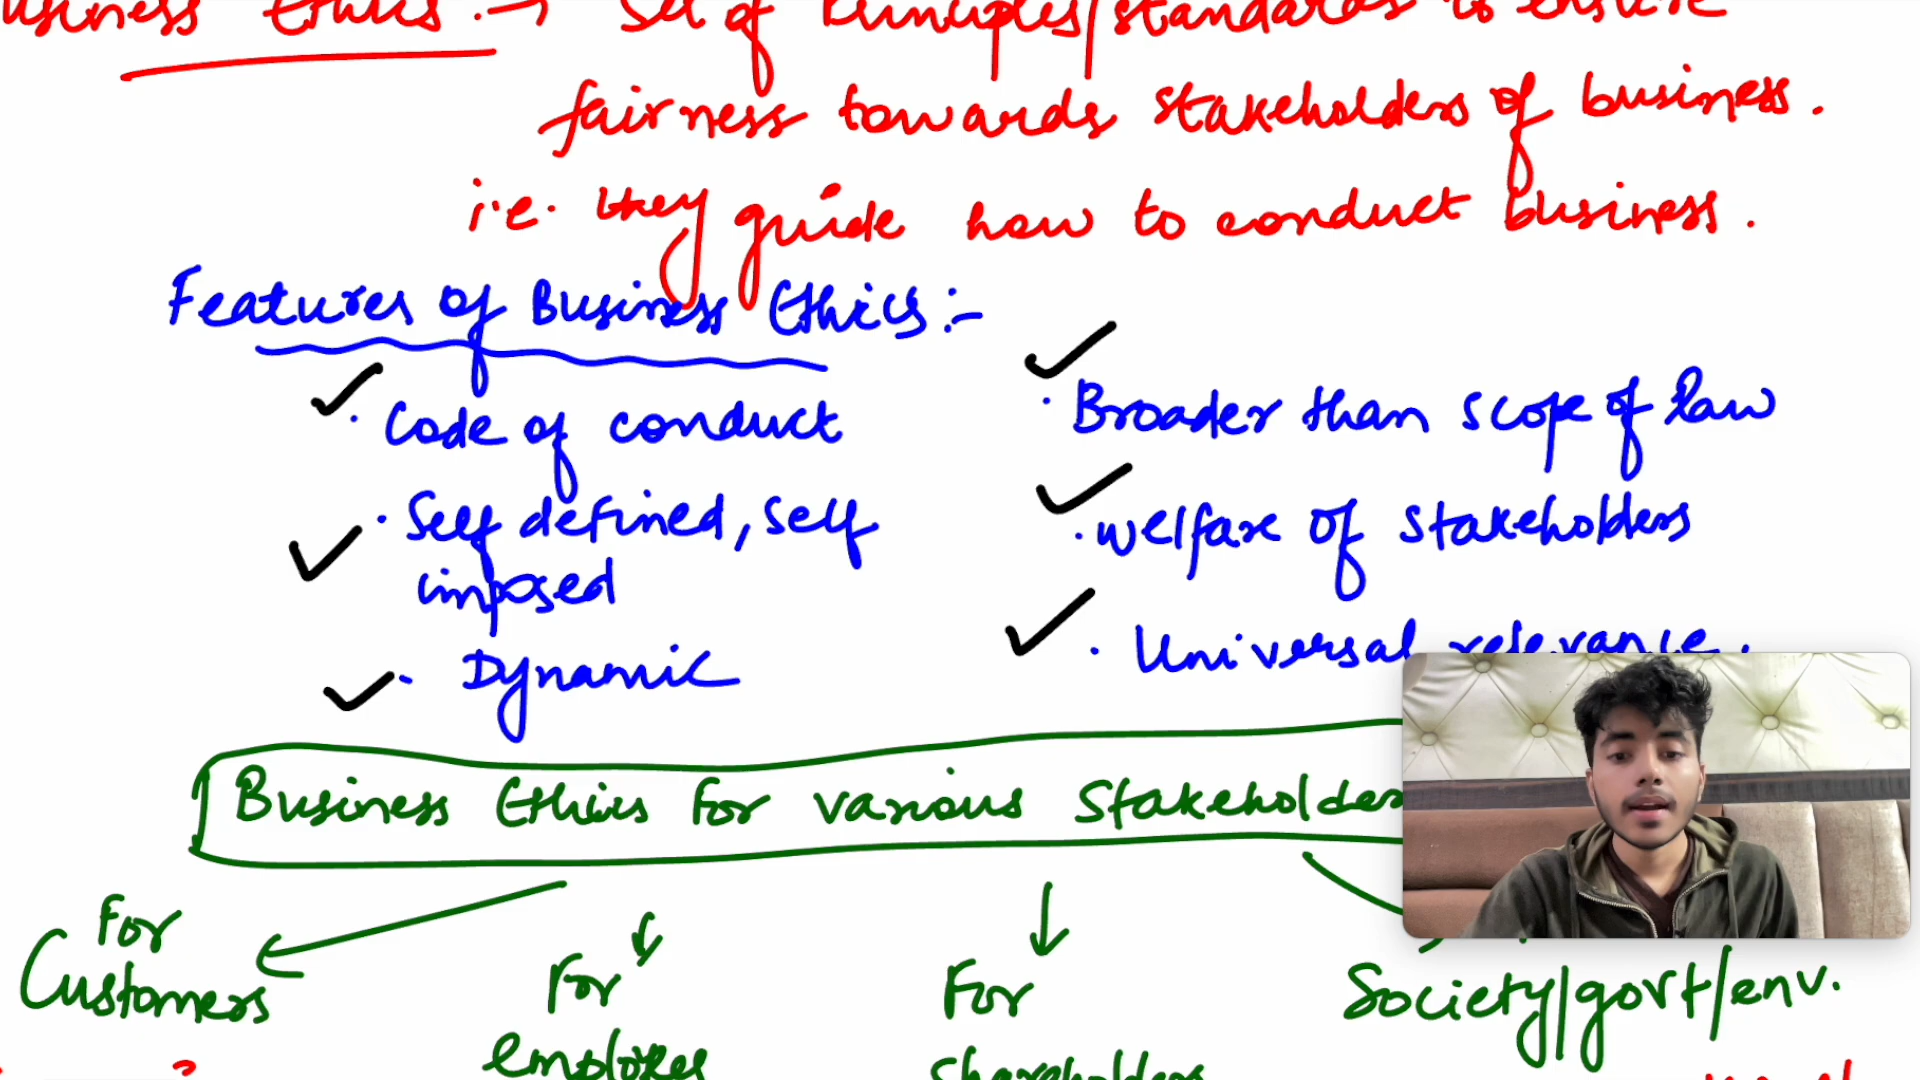 Business Ethics :→ Set of Principles/standards to ensure
fairness towards stakeholders of business.
i.e. they guide how to conduct business.
Features of Business Ethics :-
· Code of conduct
· Self defined, self
imposed
· Dynamic
· Broader than scope of law
· welfare of stakeholders
· Universal relevance.
Business Ethics For various Stakeholders
For
Customers
For
employees
For
shareholders
Society/govt/env.